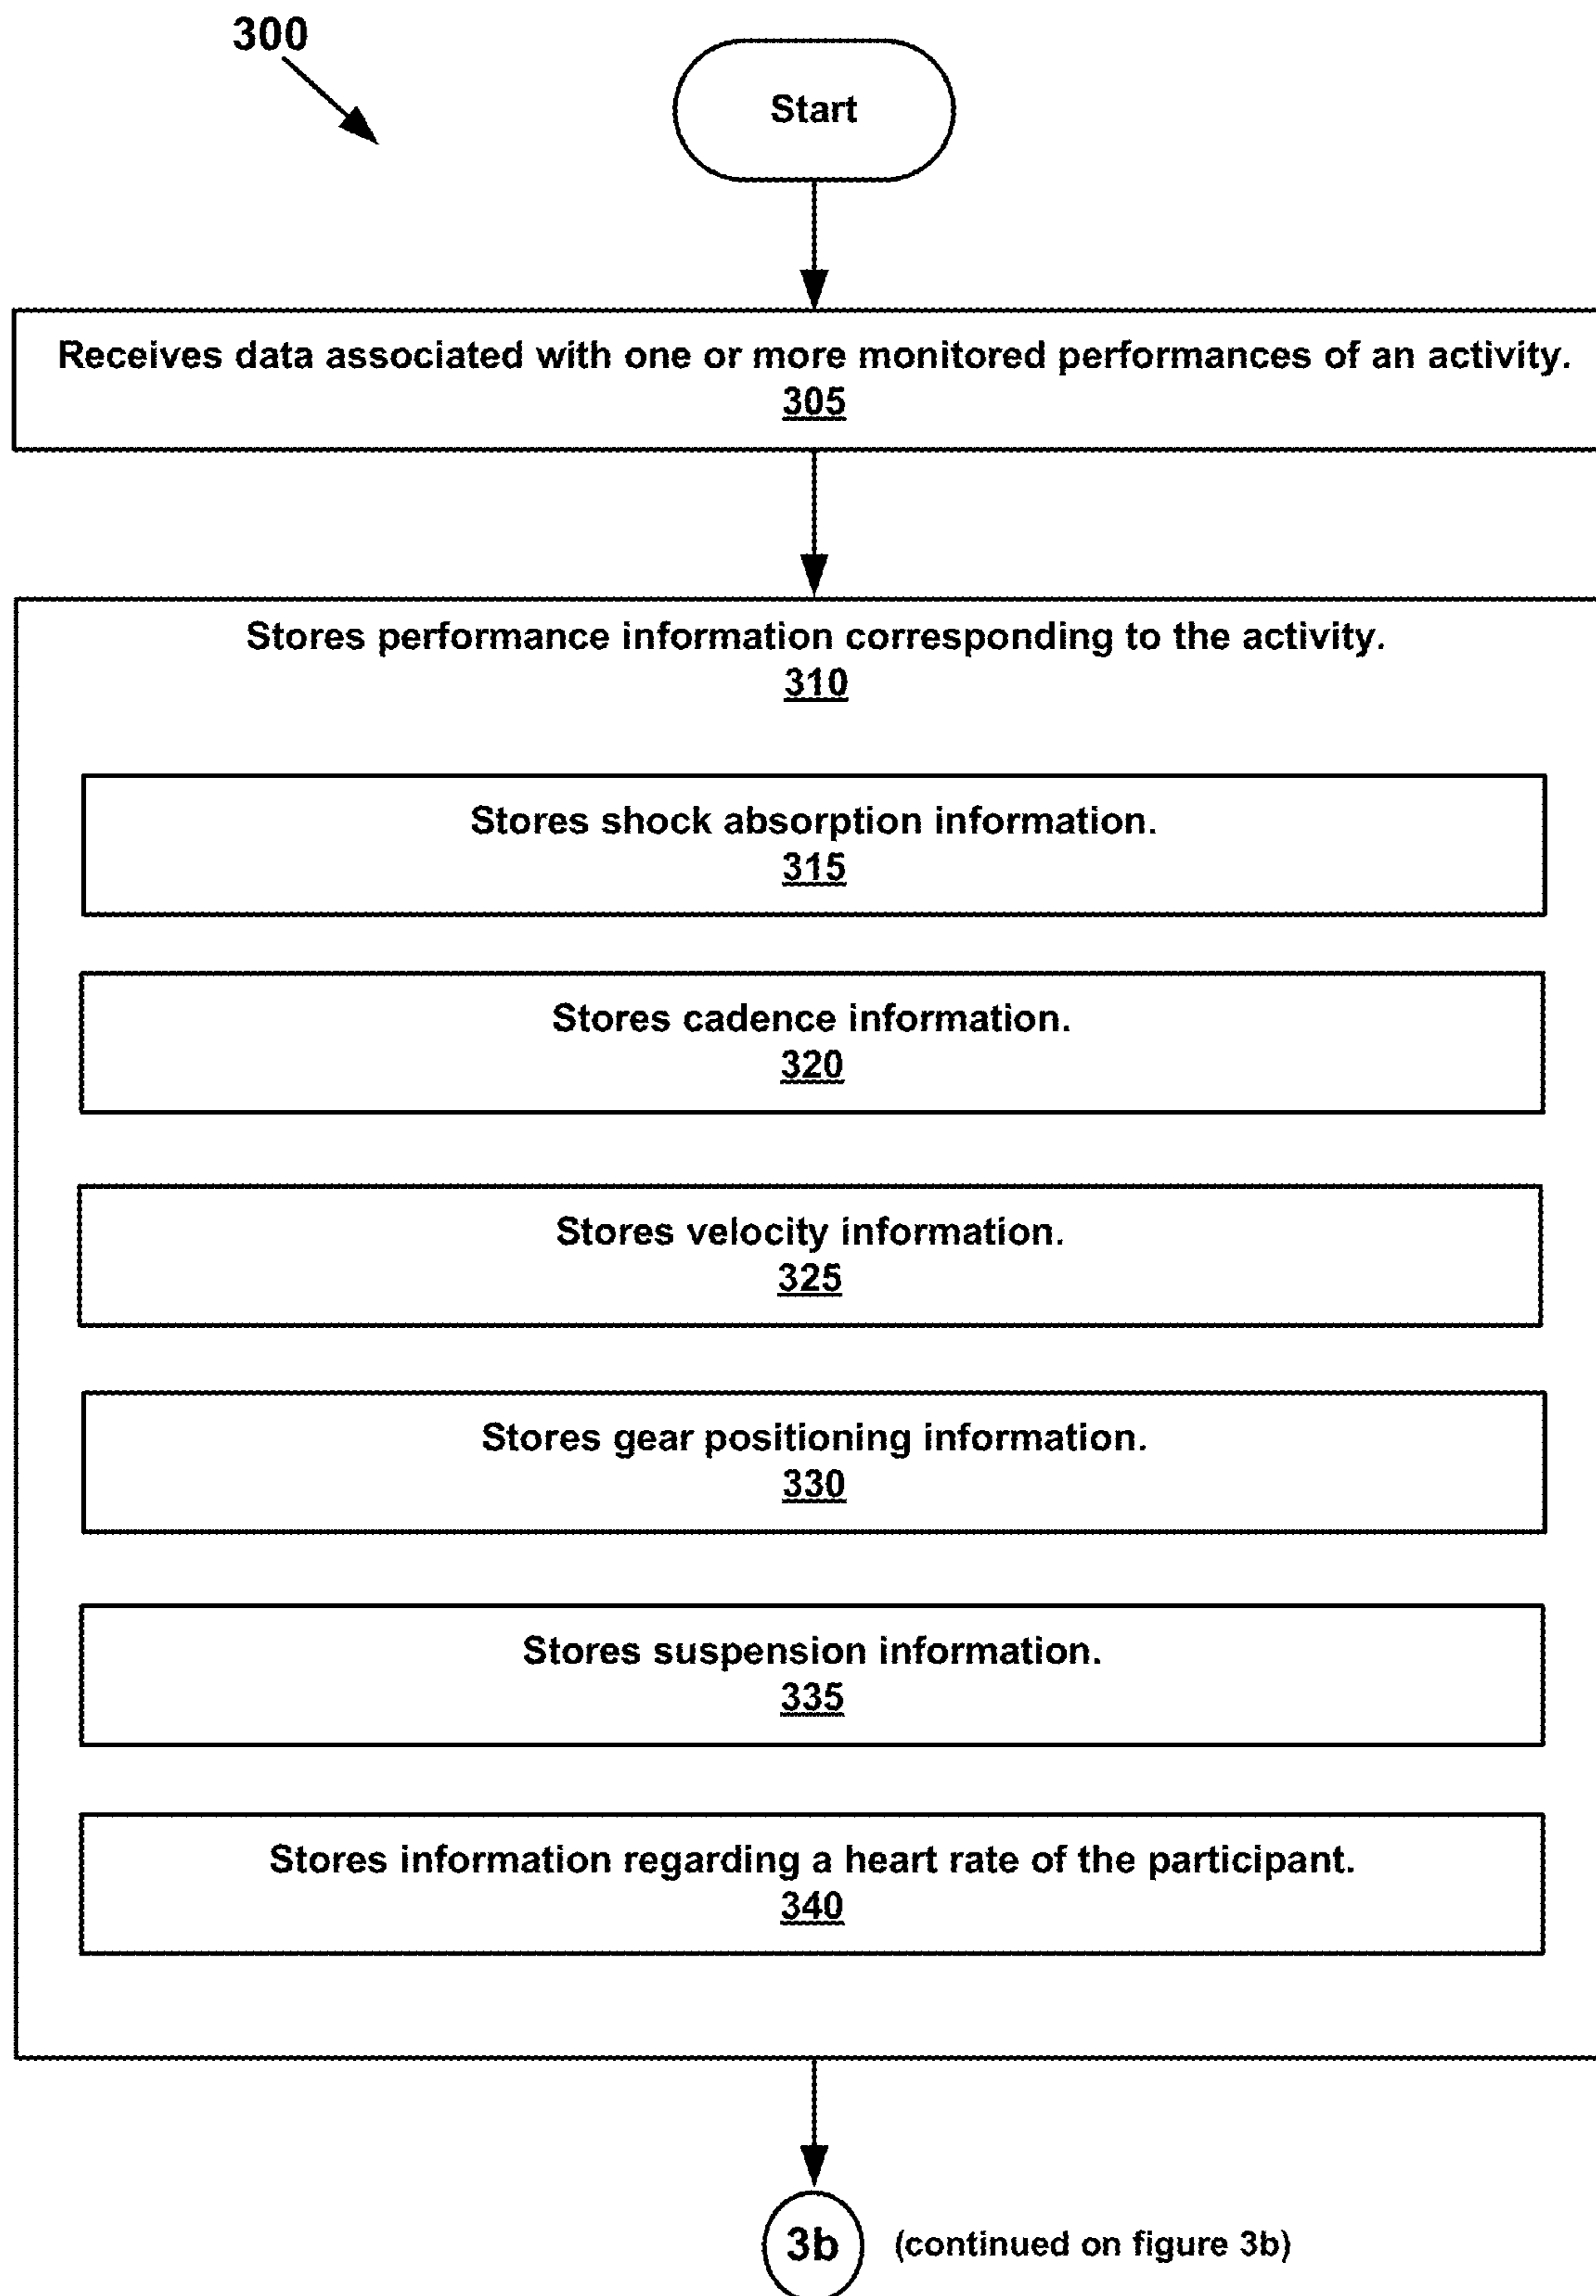 300
Start
Receives data associated with one or more monitored performances of an activity.
305
Stores performance information corresponding to the activity.
310
Stores shock absorption information.
315
Stores cadence information.
320
Stores velocity information.
325
Stores gear positioning information.
330
Stores suspension information.
335
Stores information regarding a heart rate of the participant.
340
3b (continued on figure 3b)